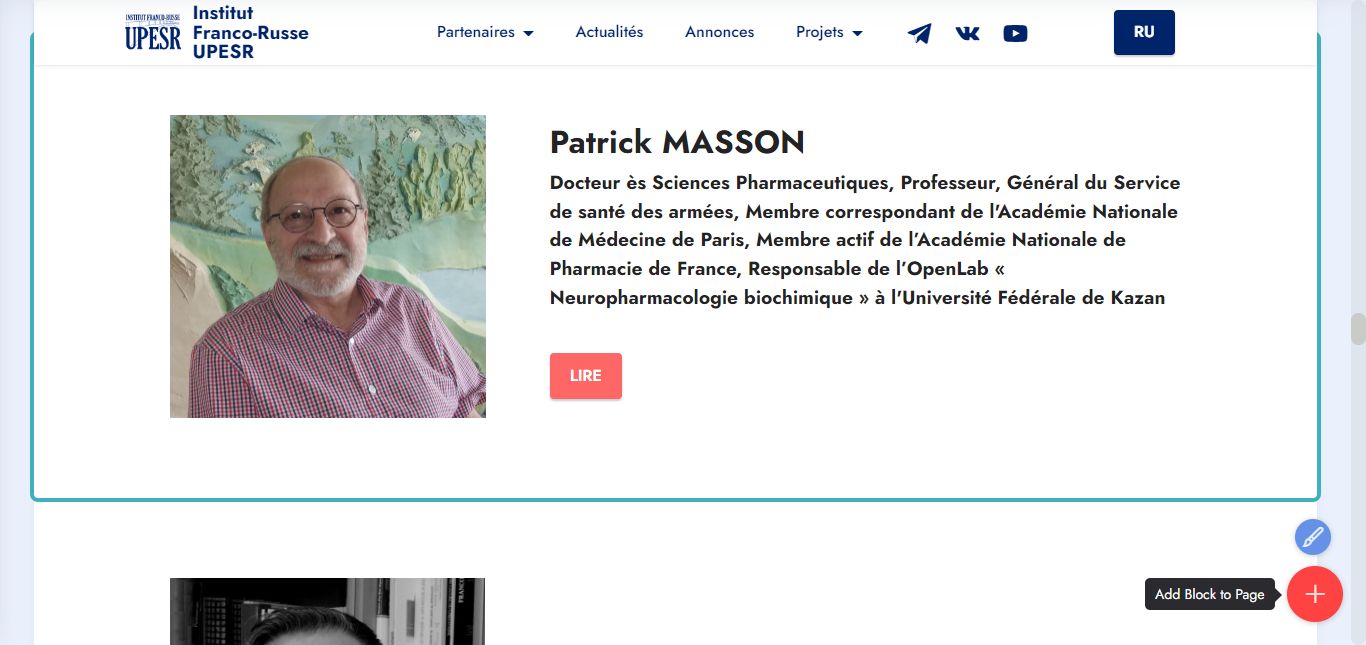 INSTITUT FRANCO-RUSSE
UPESR
Institut
Franco-Russe
UPESR
Partenaires
Actualités
Annonces
Projets
RU
Patrick MASSON
Docteur ès Sciences Pharmaceutiques, Professeur, Général du Service
de santé des armées, Membre correspondant de l'Académie Nationale
de Médecine de Paris, Membre actif de l'Académie Nationale de
Pharmacie de France, Responsable de l’OpenLab «
Neuropharmacologie biochimique » à l'Université Fédérale de Kazan
LIRE
Add Block to Page